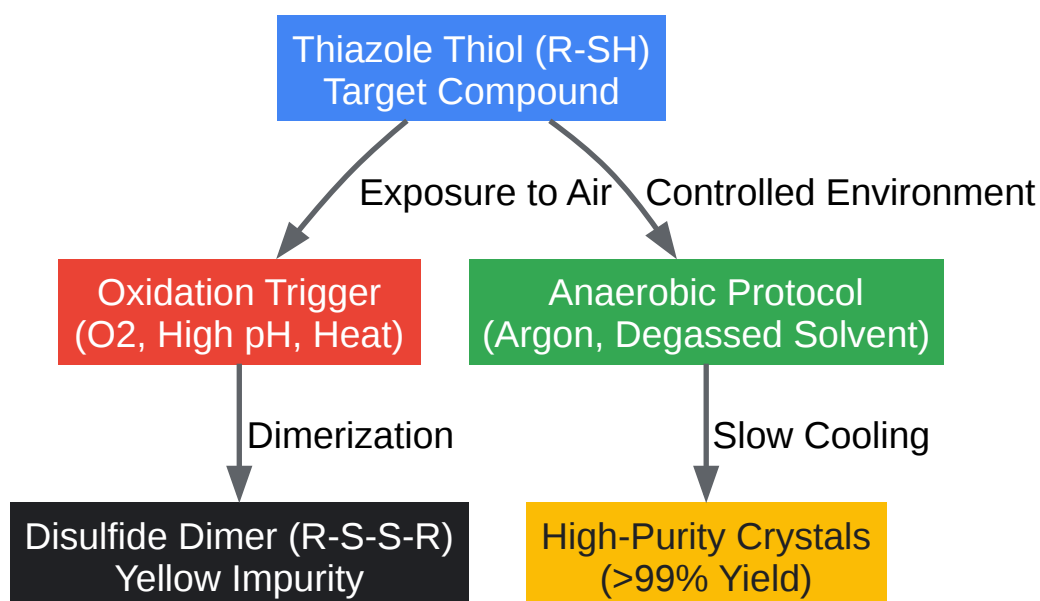 Thiazole Thiol (R-SH)
Target Compound
Exposure to Air
Controlled Environment
Oxidation Trigger
(O2, High pH, Heat)
Anaerobic Protocol
(Argon, Degassed Solvent)
Dimerization
Slow Cooling
Disulfide Dimer (R-S-S-R)
Yellow Impurity
High-Purity Crystals
(>99% Yield)